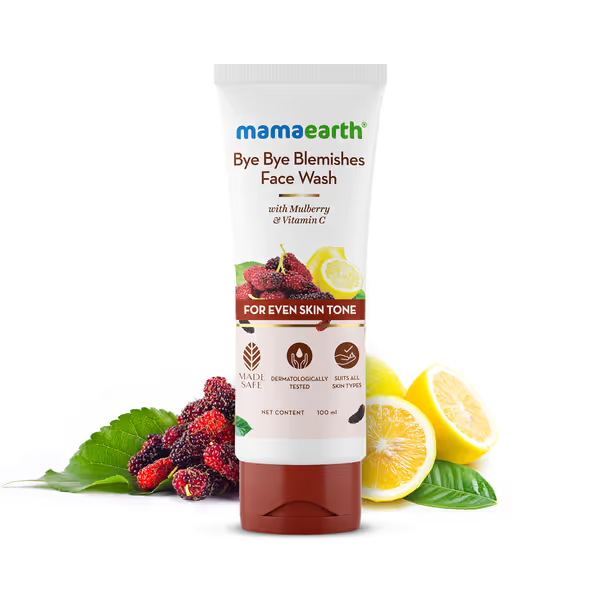 mamaearth®
Bye Bye Blemishes
Face Wash
with Mulberry
& Vitamin C
FOR EVEN SKIN TONE
MADE
SAFE
DERMATOLOGICALLY
TESTED
SUITS ALL
SKIN TYPES
NET CONTENT 100 ml